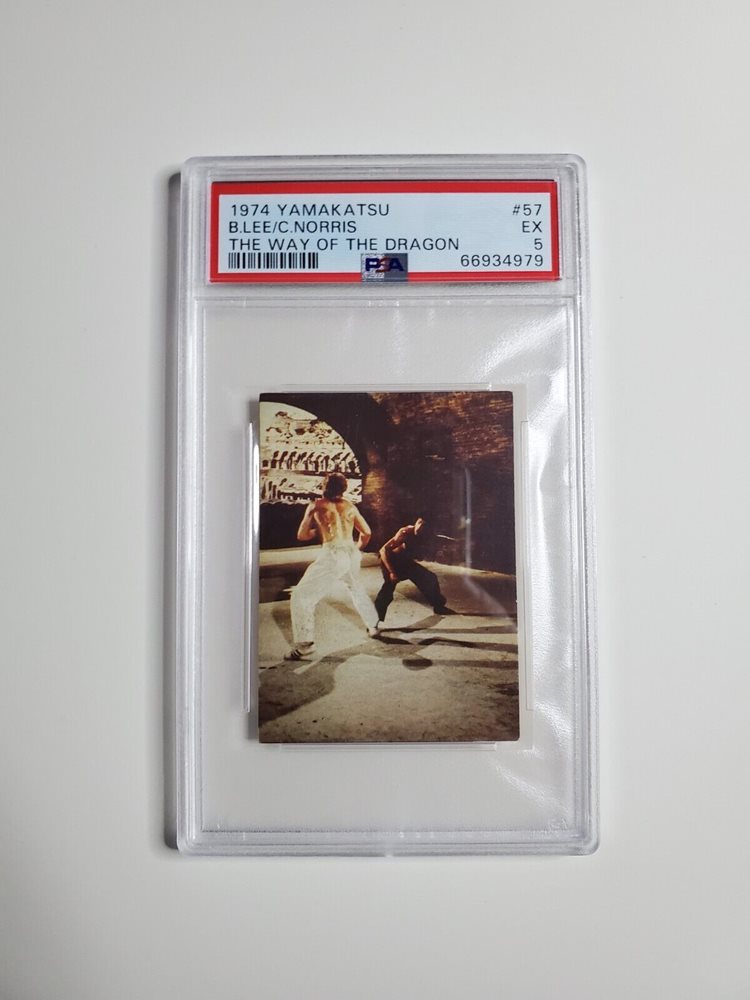 1974 YAMAKATSU #57
B.LEE/C.NORRIS EX
THE WAY OF THE DRAGON 5
PSA 66934979